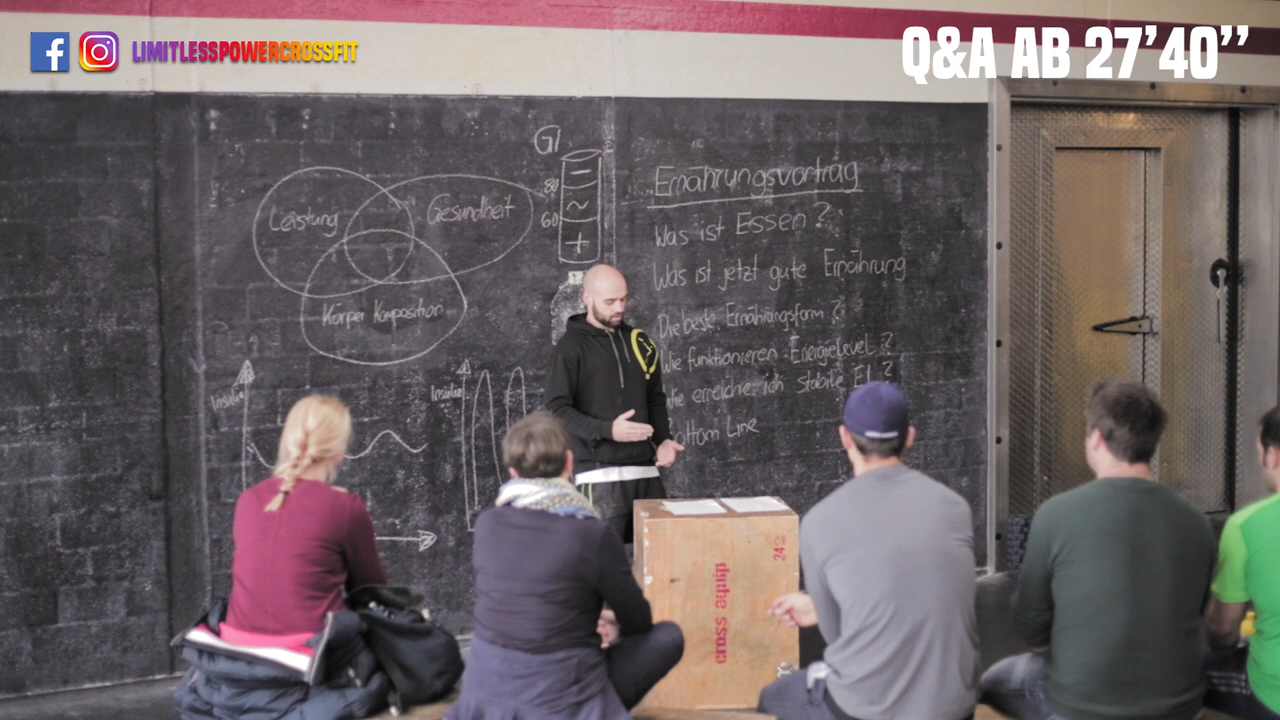 LIMITLESSPOWERCROSSFIT
Q&A AB 27’40’’
Leistung
Gesundheit
Körper Komposition
GI
80
60
−
~
+
Insulin
Insulin
Ernährungsvortrag
Was ist Essen?
Was ist jetzt gute Ernährung
Die beste Ernährungsform?
Wie funktionieren Energielevel?
Wie erreiche ich stabile EL?
Bottom Line
cross equip
24